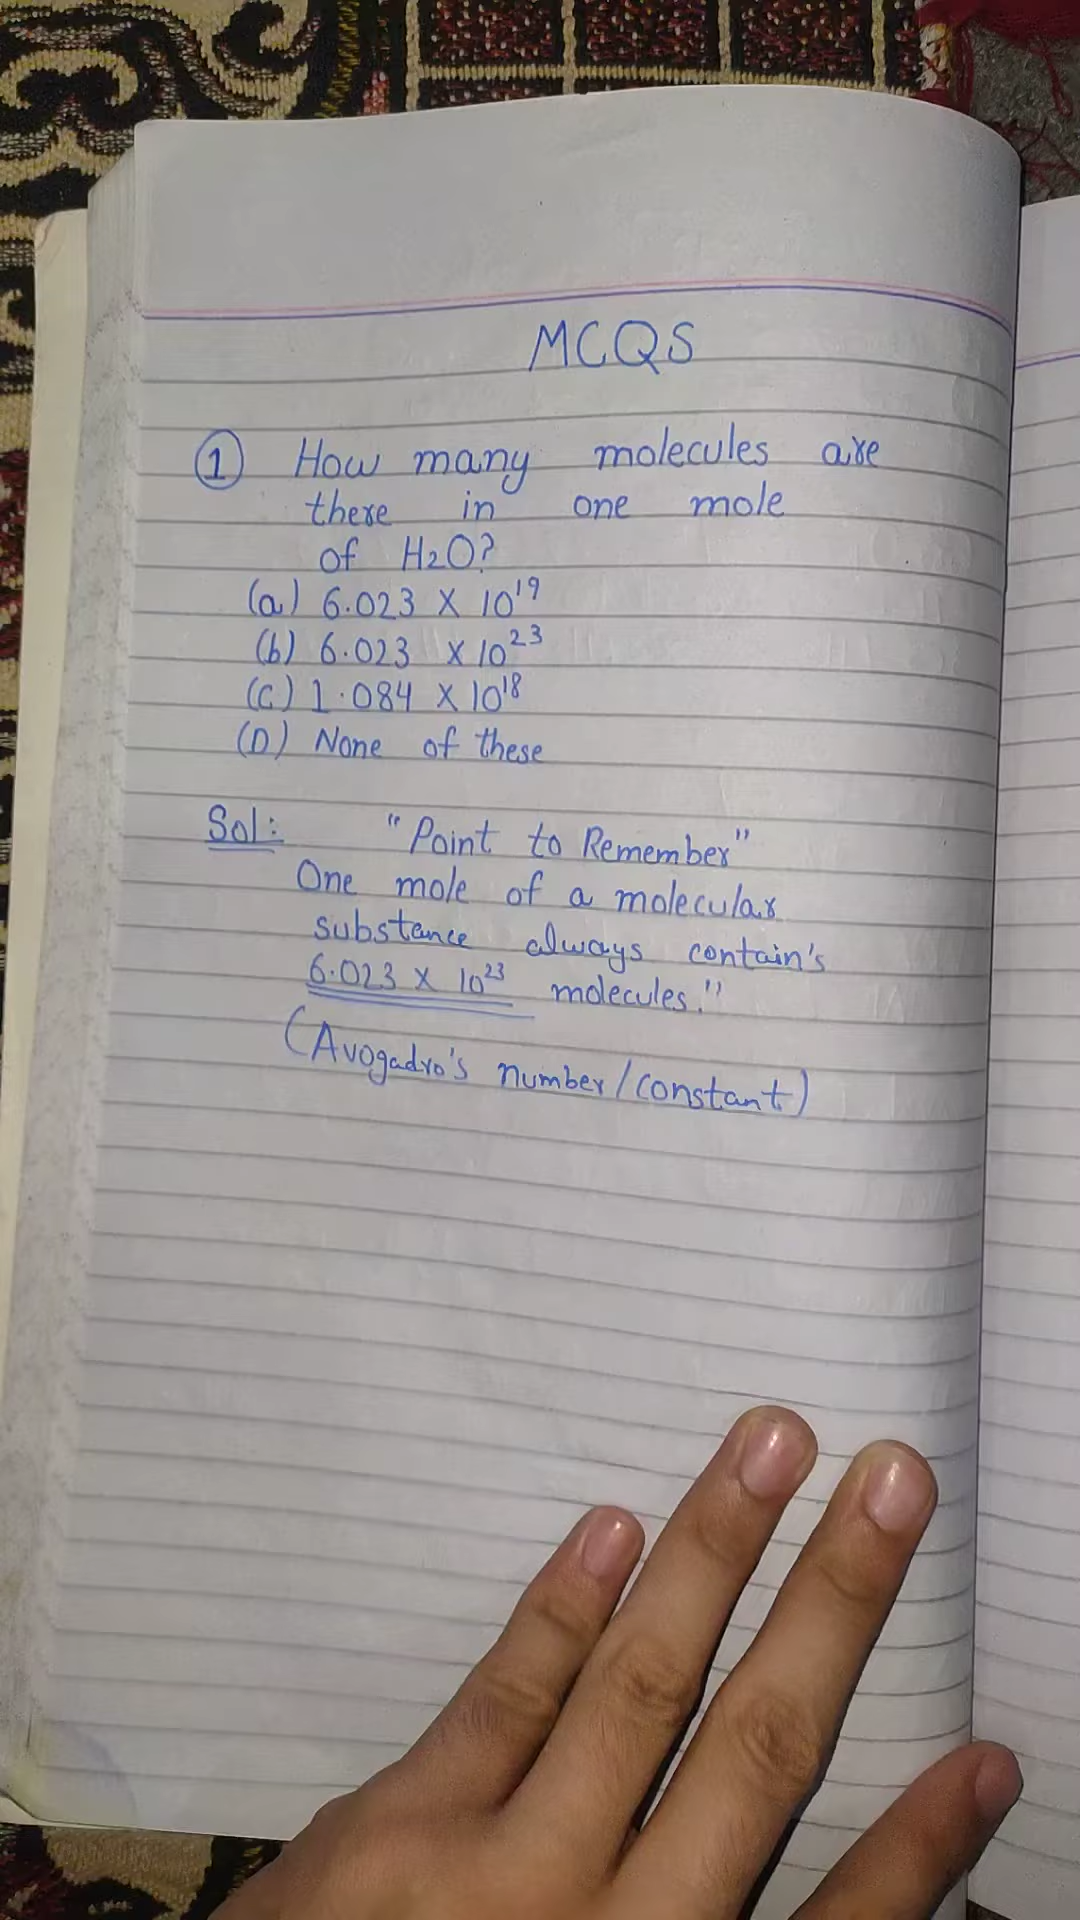 MCQS
① How many molecules are
there in one mole
of H₂O?
(a) 6.023 X 10¹⁹
(b) 6.023 X 10²³
(C) 1.084 X 10¹⁸
(D) None of these
Sol: "Point to Remember"
One mole of a molecular
substance always contain's
6.023 X 10²³ molecules."
(Avogadro's number/constant)